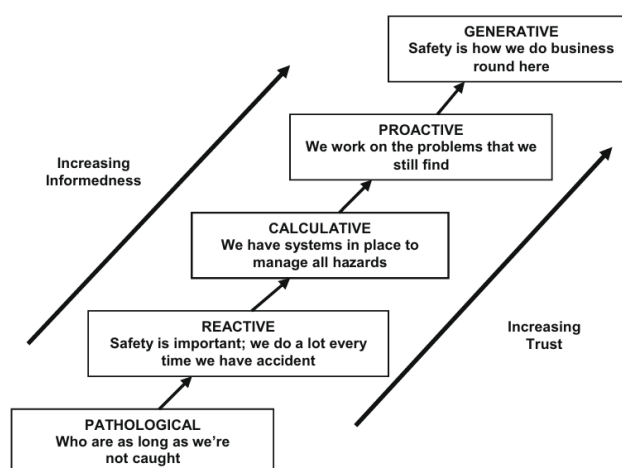 GENERATIVE
Safety is how we do business
round here
PROACTIVE
We work on the problems that we
still find
Increasing
Informedness
CALCULATIVE
We have systems in place to
manage all hazards
REACTIVE
Safety is important; we do a lot every
time we have accident
Increasing
Trust
PATHOLOGICAL
Who are as long as we're
not caught